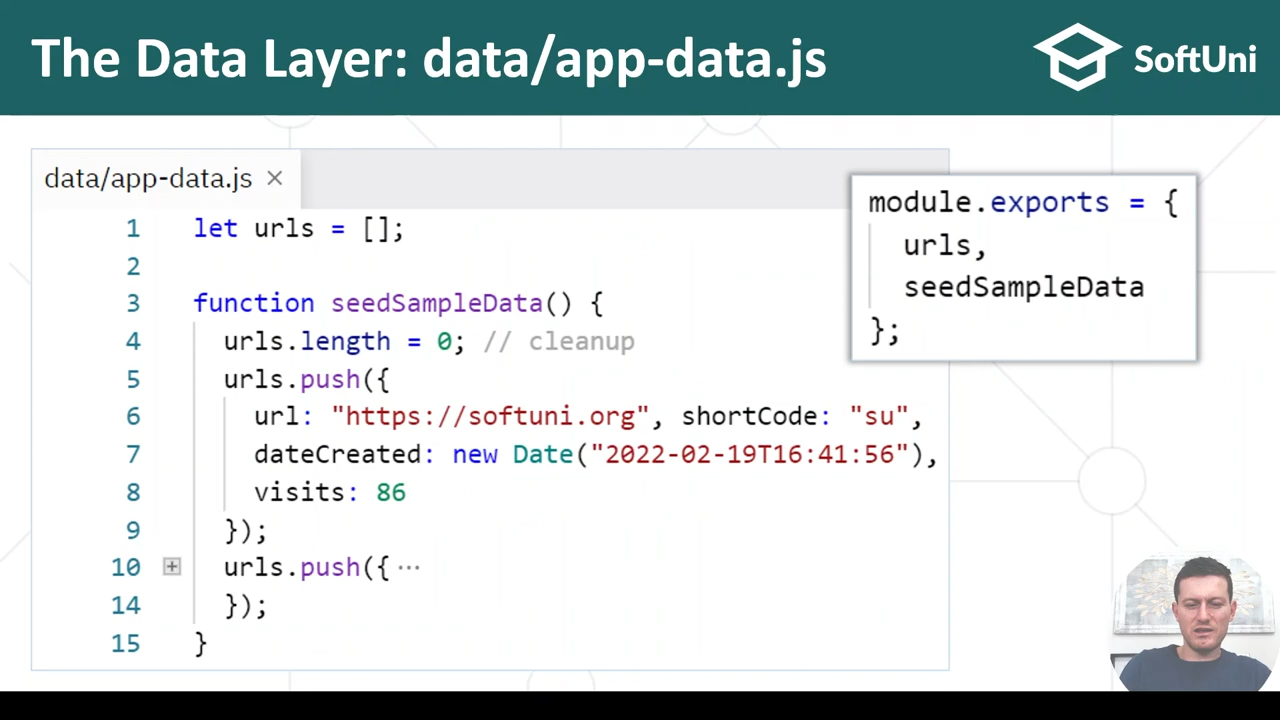 The Data Layer: data/app-data.js
SoftUni
data/app-data.js ×
1 let urls = [];
2
3 function seedSampleData() {
4 urls.length = 0; // cleanup
5 urls.push({
6 url: "https://softuni.org", shortCode: "su",
7 dateCreated: new Date("2022-02-19T16:41:56"),
8 visits: 86
9 });
10 urls.push({ ···
14 });
15 }
module.exports = {
urls,
seedSampleData
};